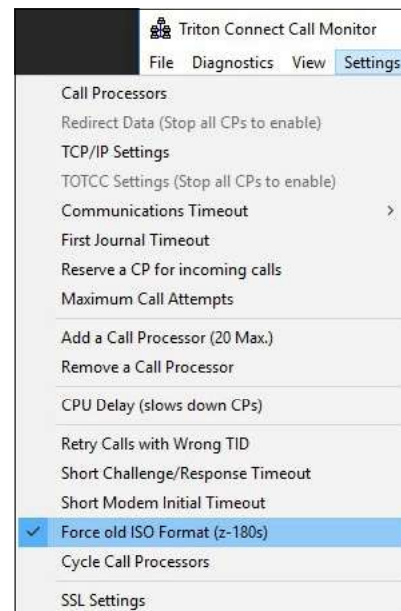 Triton Connect Call Monitor
File Diagnostics View Settings
Call Processors
Redirect Data (Stop all CPs to enable)
TCP/IP Settings
TOTCC Settings (Stop all CPs to enable)
Communications Timeout
First Journal Timeout
Reserve a CP for incoming calls
Maximum Call Attempts
Add a Call Processor (20 Max.)
Remove a Call Processor
CPU Delay (slows down CPs)
Retry Calls with Wrong TID
Short Challenge/Response Timeout
Short Modem Initial Timeout
Force old ISO Format (z-180s)
Cycle Call Processors
SSL Settings